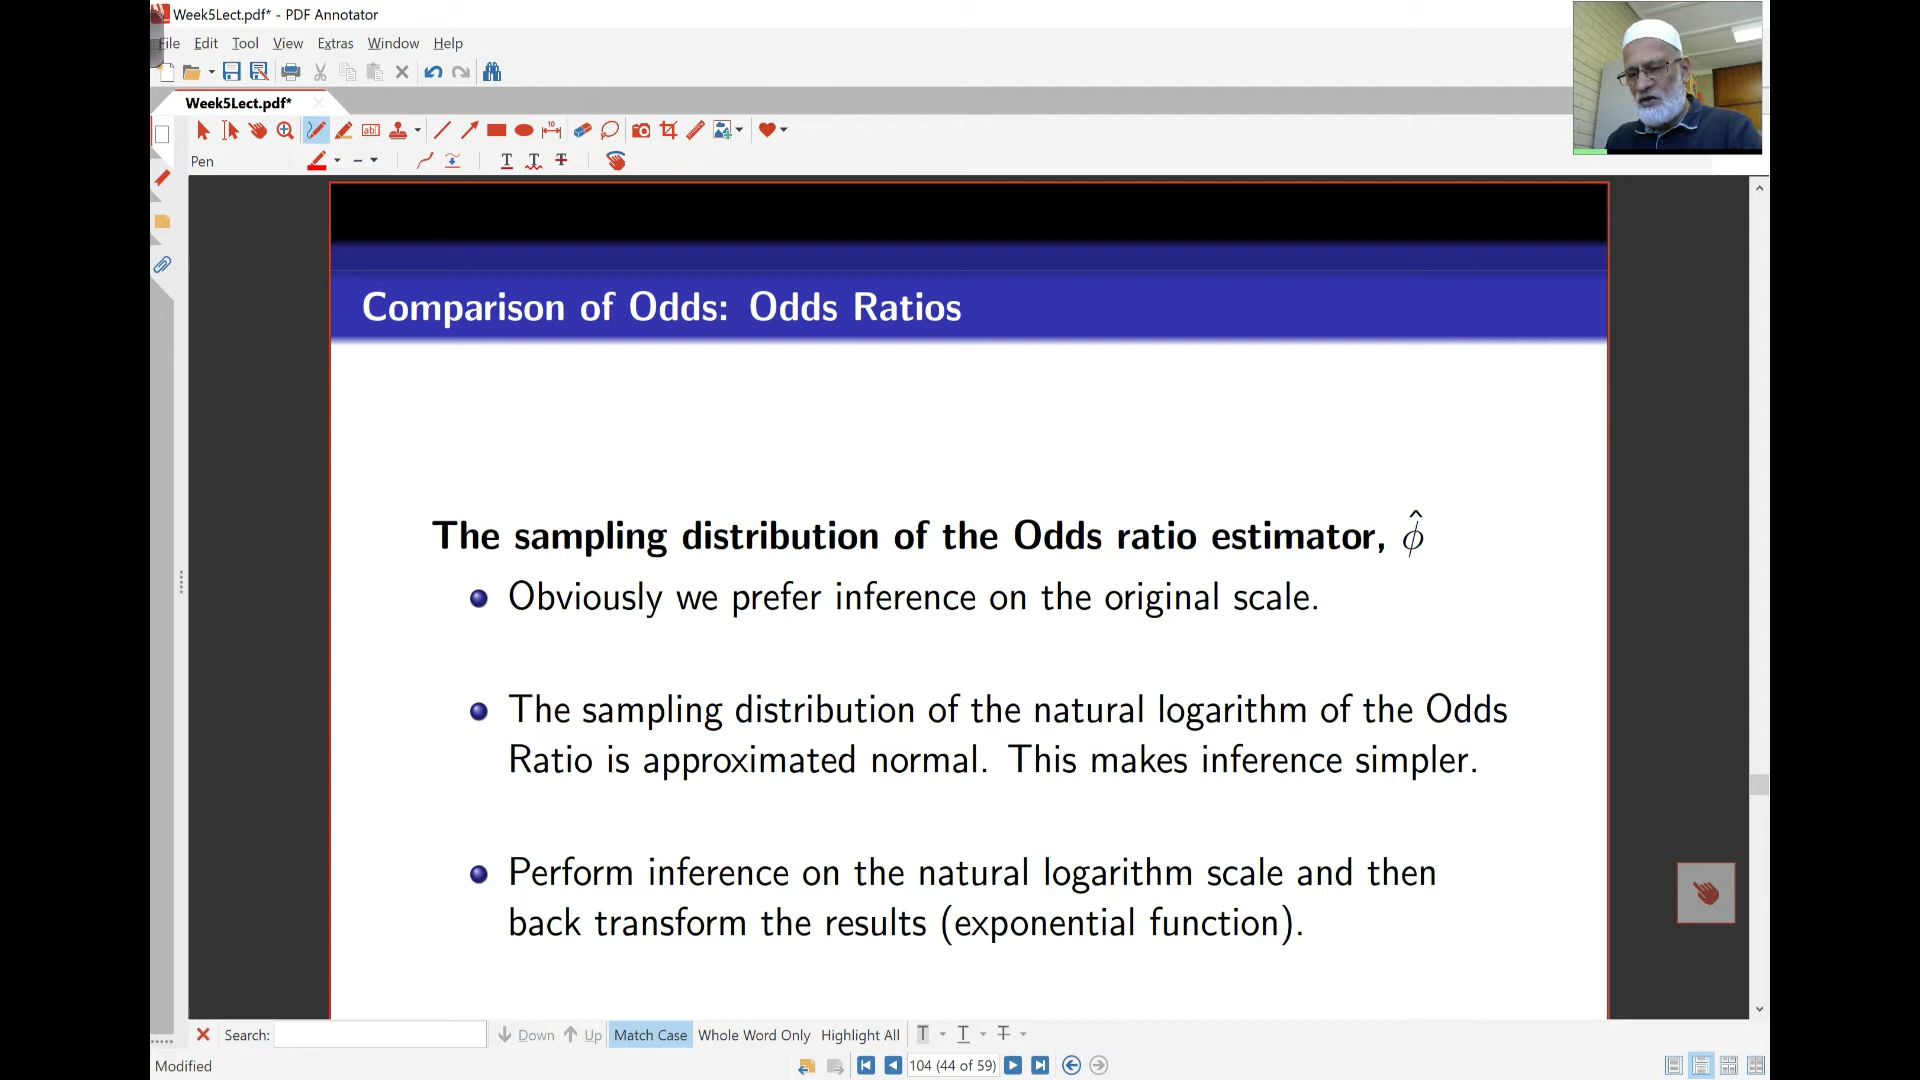 Week5Lect.pdf* - PDF Annotator
File Edit Tool View Extras Window Help
Week5Lect.pdf*
Pen
Comparison of Odds: Odds Ratios
The sampling distribution of the Odds ratio estimator, φ̂
Obviously we prefer inference on the original scale.
The sampling distribution of the natural logarithm of the Odds
Ratio is approximated normal. This makes inference simpler.
Perform inference on the natural logarithm scale and then
back transform the results (exponential function).
Search: Down Up Match Case Whole Word Only Highlight All
Modified
104 (44 of 59)